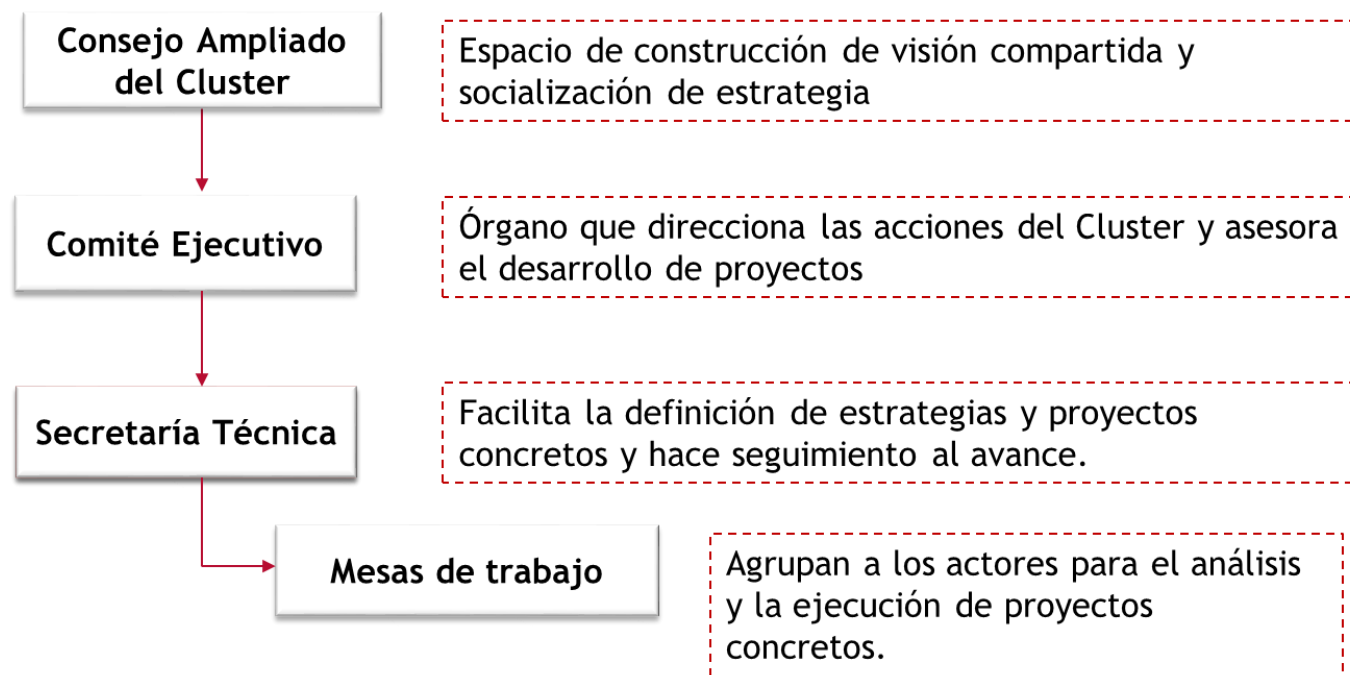 Consejo Ampliado
del Cluster
Espacio de construcción de visión compartida y
socialización de estrategia
Comité Ejecutivo
Órgano que direcciona las acciones del Cluster y asesora
el desarrollo de proyectos
Secretaría Técnica
Facilita la definición de estrategias y proyectos
concretos y hace seguimiento al avance.
Mesas de trabajo
Agrupan a los actores para el análisis
y la ejecución de proyectos
concretos.